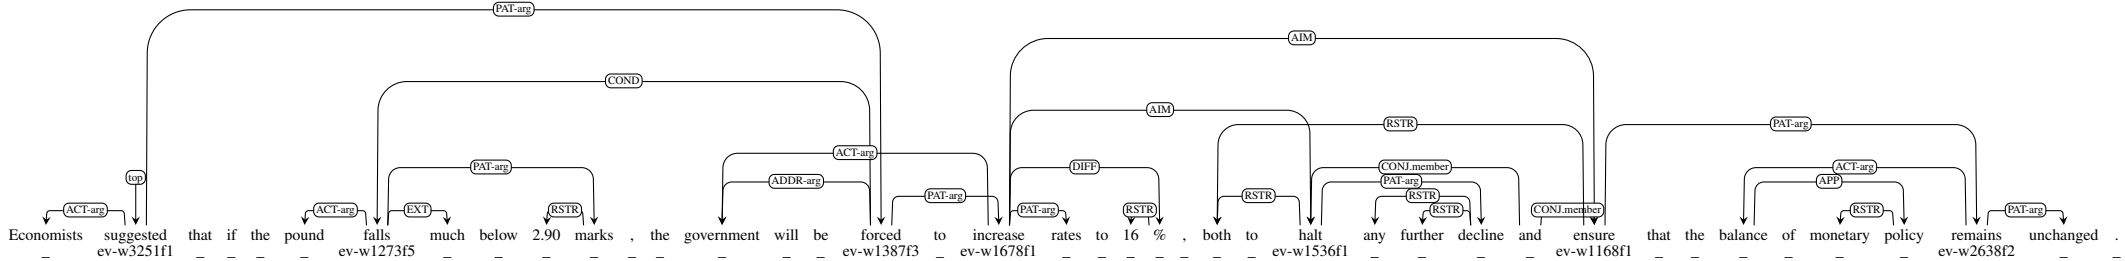 PAT-arg
AIM
COND
AIM
RSTR PAT-arg
ACT-arg
PAT-arg DIFF CONJ.member ACT-arg
top ADDR-arg PAT-arg APP
PAT-arg RSTR RSTR
ACT-arg ACT-arg EXT RSTR PAT-arg RSTR RSTR CONJ.member RSTR PAT-arg
Economists suggested that if the pound falls much below 2.90 marks , the government will be forced to increase rates to 16 % , both to halt any further decline and ensure that the balance of monetary policy remains unchanged .
_ ev-w3251f1 _ _ _ _ ev-w1273f5 _ _ _ _ _ _ _ _ _ ev-w1387f3 _ ev-w1678f1 _ _ _ _ _ _ _ ev-w1536f1 _ _ _ _ ev-w1168f1 _ _ _ _ _ _ ev-w2638f2 _ _